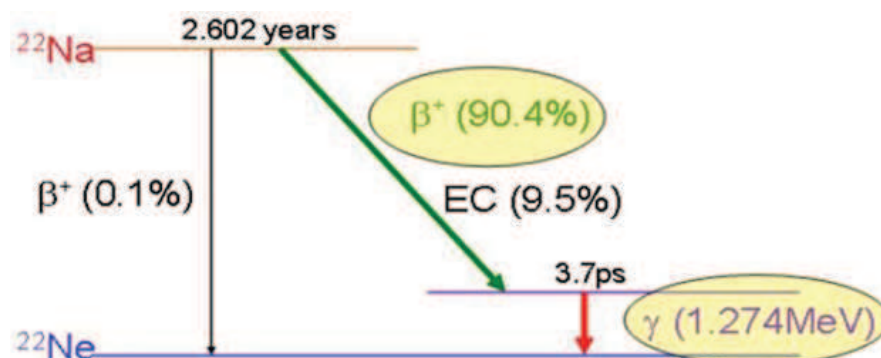 2.602 years
²²Na
β⁺ (90.4%)
β⁺ (0.1%)
EC (9.5%)
3.7ps
γ (1.274MeV)
²²Ne